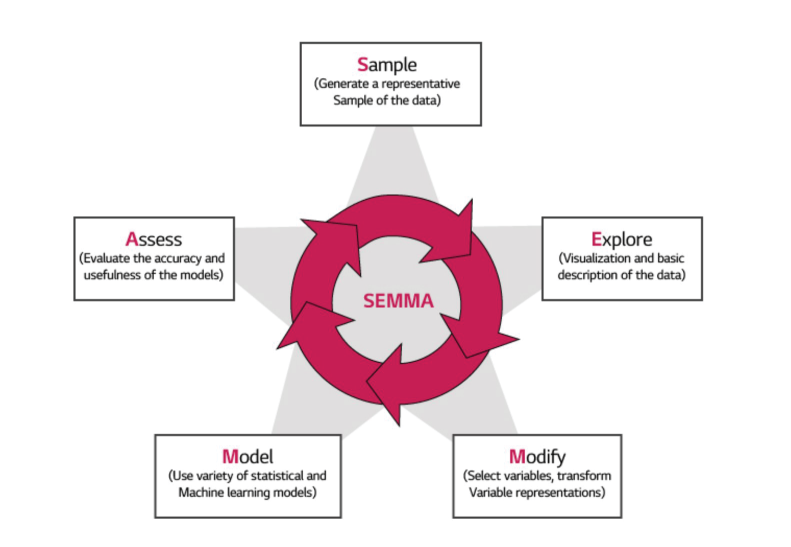 Sample
(Generate a representative
Sample of the data)
Assess
(Evaluate the accuracy and
usefulness of the models)
Explore
(Visualization and basic
description of the data)
SEMMA
Model
(Use variety of statistical and
Machine learning models)
Modify
(Select variables, transform
Variable representations)